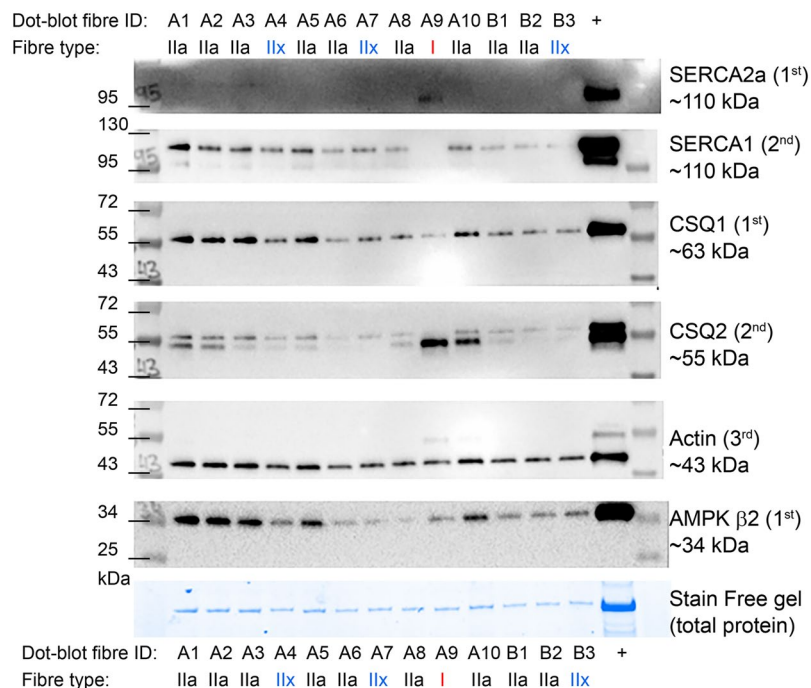 Dot-blot fibre ID: A1 A2 A3 A4 A5 A6 A7 A8 A9 A10 B1 B2 B3 +
Fibre type: IIa IIa IIa IIx IIa IIa IIx IIa I IIa IIa IIa IIx
95
SERCA2a (1st)
~110 kDa
130
95
SERCA1 (2nd)
~110 kDa
72
55
43
CSQ1 (1st)
~63 kDa
72
55
43
CSQ2 (2nd)
~55 kDa
72
55
43
Actin (3rd)
~43 kDa
34
25
kDa
AMPK β2 (1st)
~34 kDa
Stain Free gel
(total protein)
Dot-blot fibre ID: A1 A2 A3 A4 A5 A6 A7 A8 A9 A10 B1 B2 B3 +
Fibre type: IIa IIa IIa IIx IIa IIa IIx IIa I IIa IIa IIa IIx